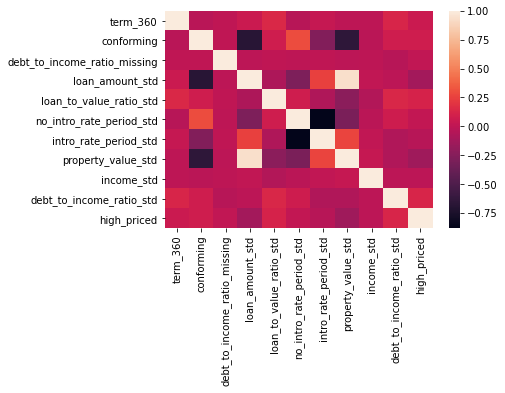 term_360
conforming
debt_to_income_ratio_missing
loan_amount_std
loan_to_value_ratio_std
no_intro_rate_period_std
intro_rate_period_std
property_value_std
income_std
debt_to_income_ratio_std
high_priced
term_360
conforming
debt_to_income_ratio_missing
loan_amount_std
loan_to_value_ratio_std
no_intro_rate_period_std
intro_rate_period_std
property_value_std
income_std
debt_to_income_ratio_std
high_priced
1.00
0.75
0.50
0.25
0.00
−0.25
−0.50
−0.75